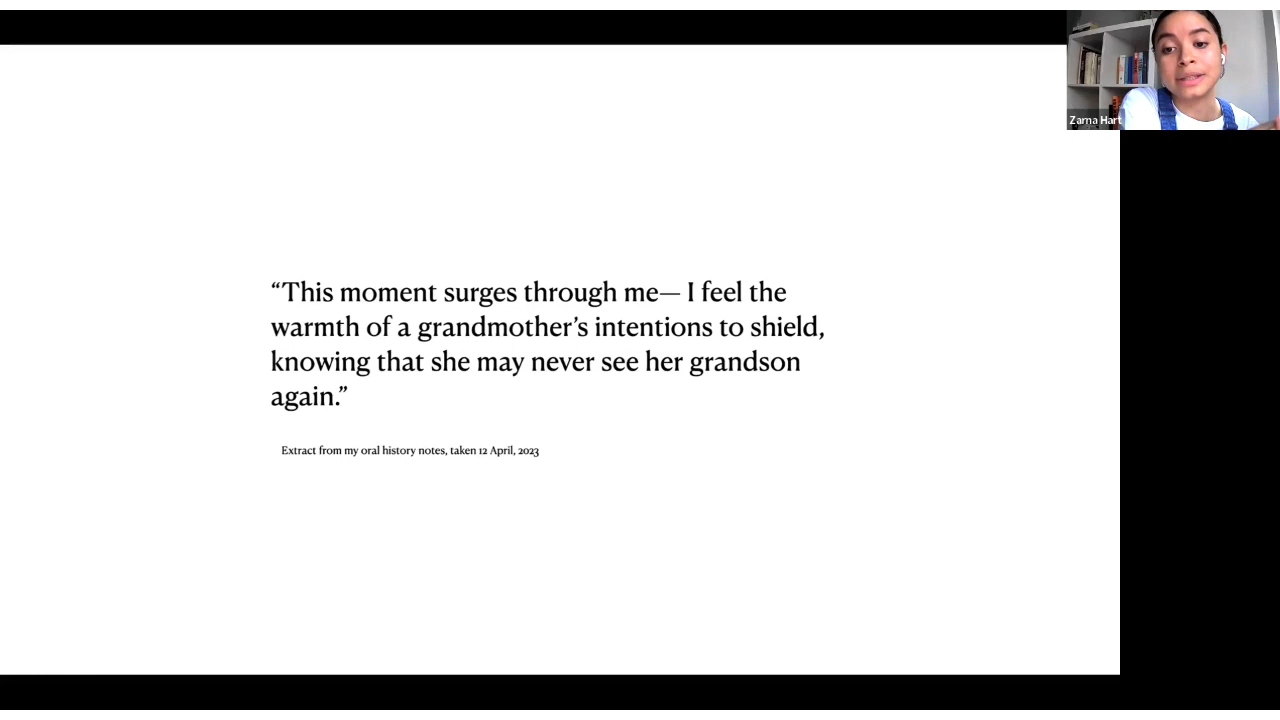 Zarna Hart
“This moment surges through me— I feel the
warmth of a grandmother’s intentions to shield,
knowing that she may never see her grandson
again.”
Extract from my oral history notes, taken 12 April, 2023